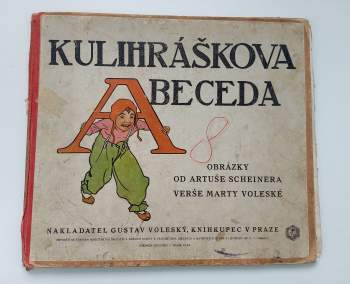 KULIHRÁŠKOVA
ABECEDA
8
OBRÁZKY
OD ARTUŠE SCHEINERA
VERŠE MARTY VOLESKÉ
NAKLADATEL GUSTAV VOLESKÝ, KNIHKUPEC V PRAZE